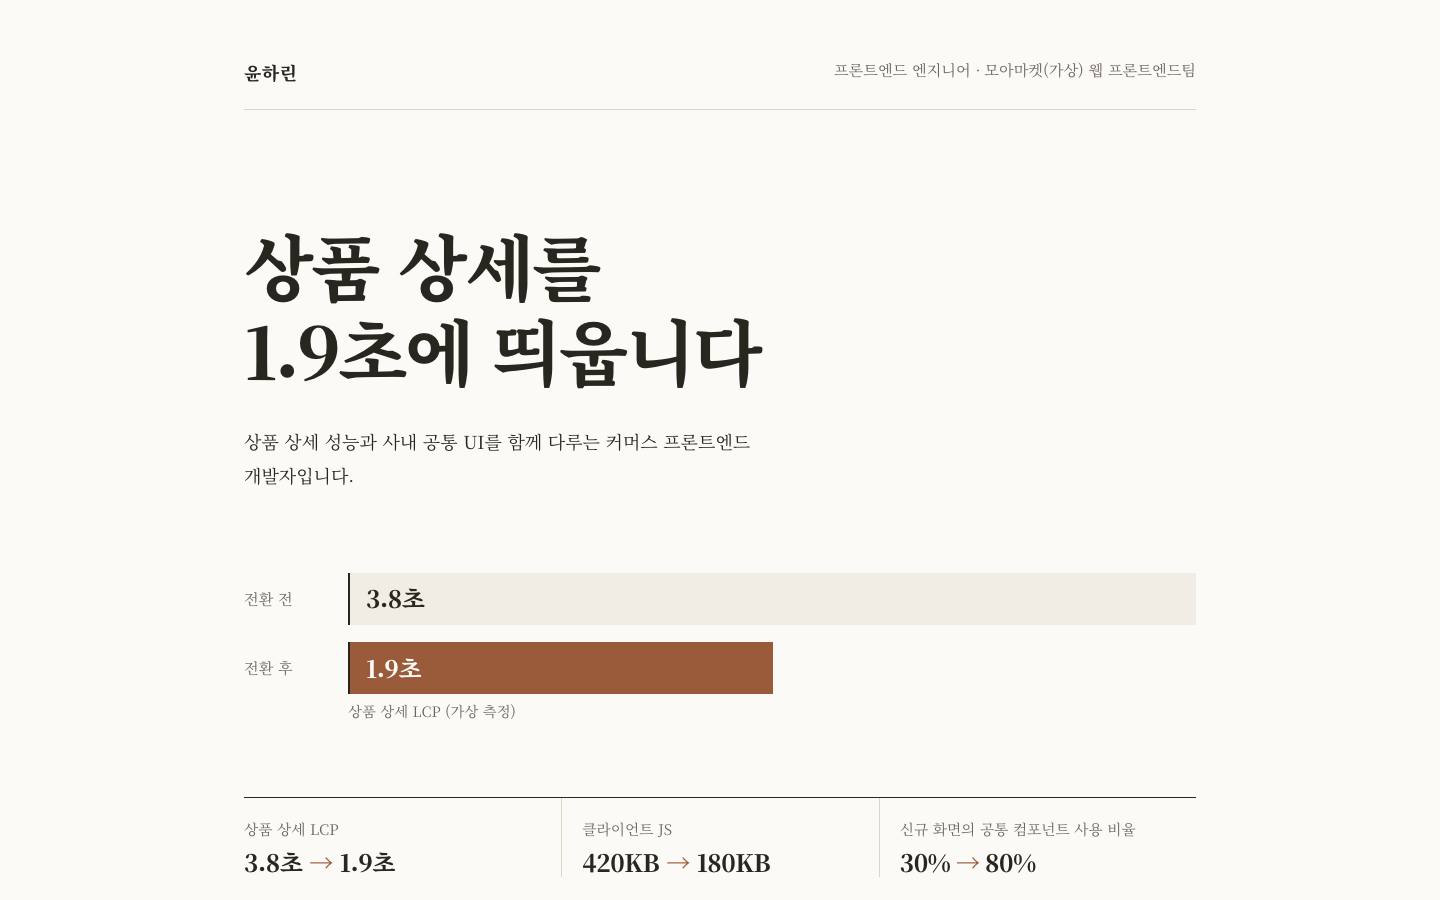 윤하린
프론트엔드 엔지니어 · 모아마켓(가상) 웹 프론트엔드팀
상품 상세를
1.9초에 띄웁니다
상품 상세 성능과 사내 공통 UI를 함께 다루는 커머스 프론트엔드
개발자입니다.
전환 전
3.8초
전환 후
1.9초
상품 상세 LCP (가상 측정)
상품 상세 LCP
3.8초 → 1.9초
클라이언트 JS
420KB → 180KB
신규 화면의 공통 컴포넌트 사용 비율
30% → 80%